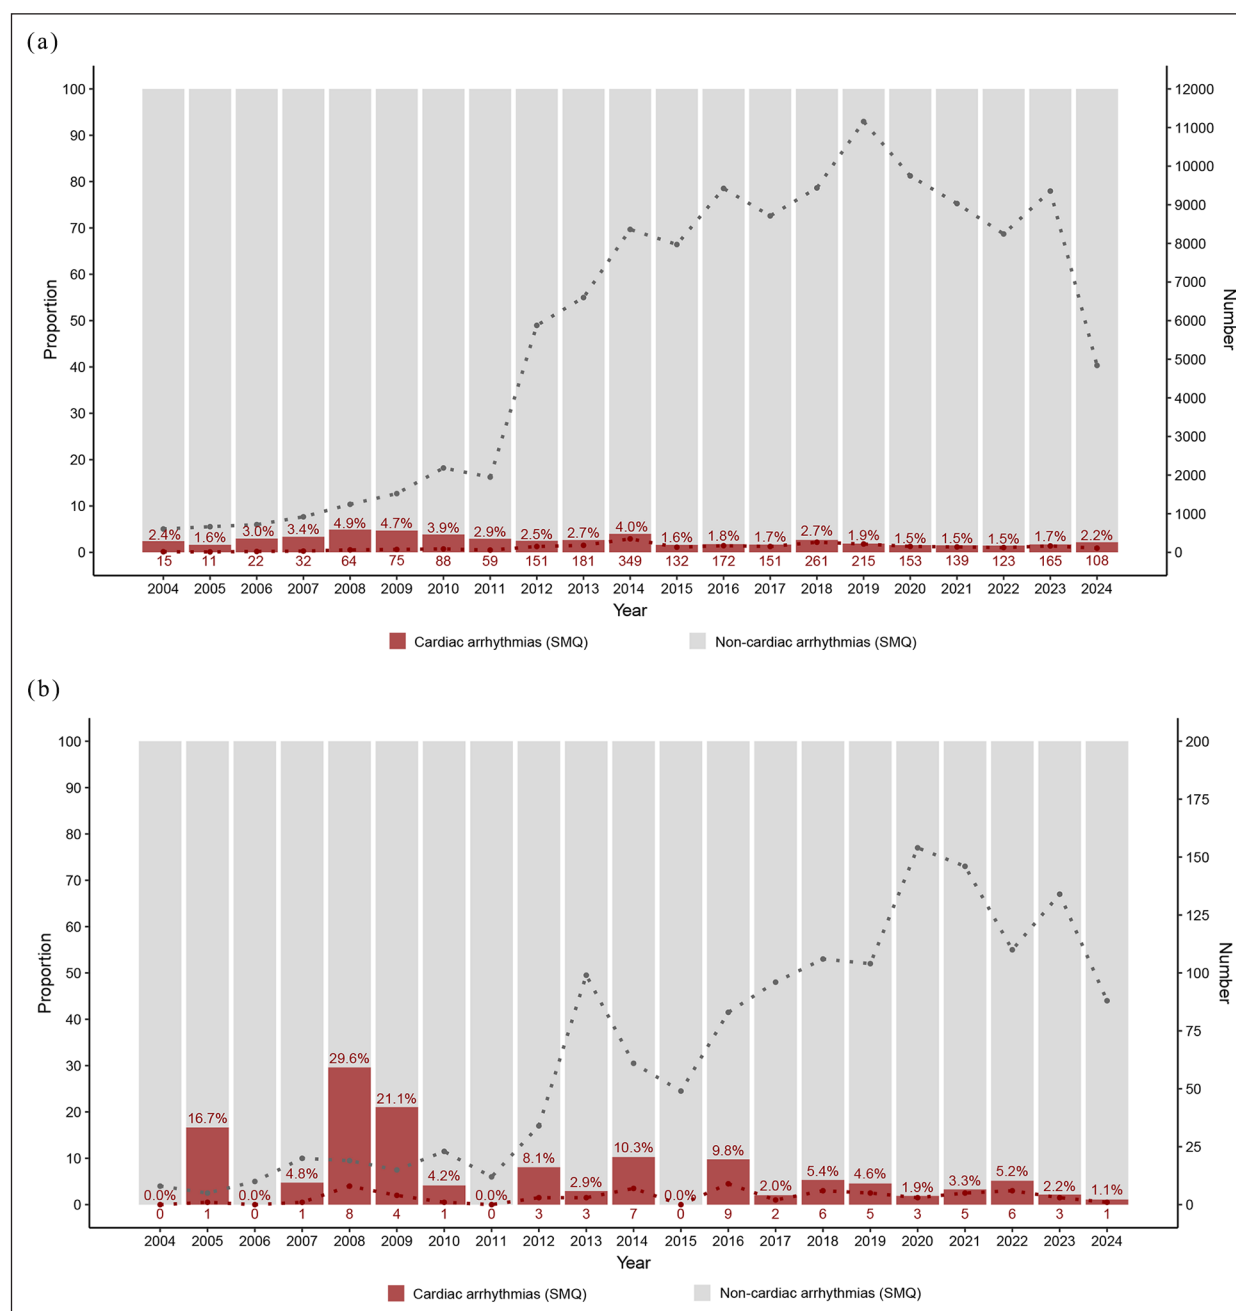 (a)
100
90
80
70
60
50
40
30
20
10
0
Proportion
12000
11000
10000
9000
8000
7000
6000
5000
4000
3000
2000
1000
0
Number
2.4% 1.6% 3.0% 3.4% 4.9% 4.7% 3.9% 2.9% 2.5% 2.7% 4.0% 1.6% 1.8% 1.7% 2.7% 1.9% 1.5% 1.5% 1.5% 1.7% 2.2%
15 11 22 32 64 75 88 59 151 181 349 132 172 151 261 215 153 139 123 165 108
2004 2005 2006 2007 2008 2009 2010 2011 2012 2013 2014 2015 2016 2017 2018 2019 2020 2021 2022 2023 2024
Year
Cardiac arrhythmias (SMQ) Non-cardiac arrhythmias (SMQ)
(b)
100
90
80
70
60
50
40
30
20
10
0
Proportion
200
175
150
125
100
75
50
25
0
Number
0.0% 16.7% 0.0% 4.8% 29.6% 21.1% 4.2% 0.0% 8.1% 2.9% 10.3% 0.0% 9.8% 2.0% 5.4% 4.6% 1.9% 3.3% 5.2% 2.2% 1.1%
0 1 0 1 8 4 1 0 3 3 7 0 9 2 6 5 3 5 6 3 1
2004 2005 2006 2007 2008 2009 2010 2011 2012 2013 2014 2015 2016 2017 2018 2019 2020 2021 2022 2023 2024
Year
Cardiac arrhythmias (SMQ) Non-cardiac arrhythmias (SMQ)